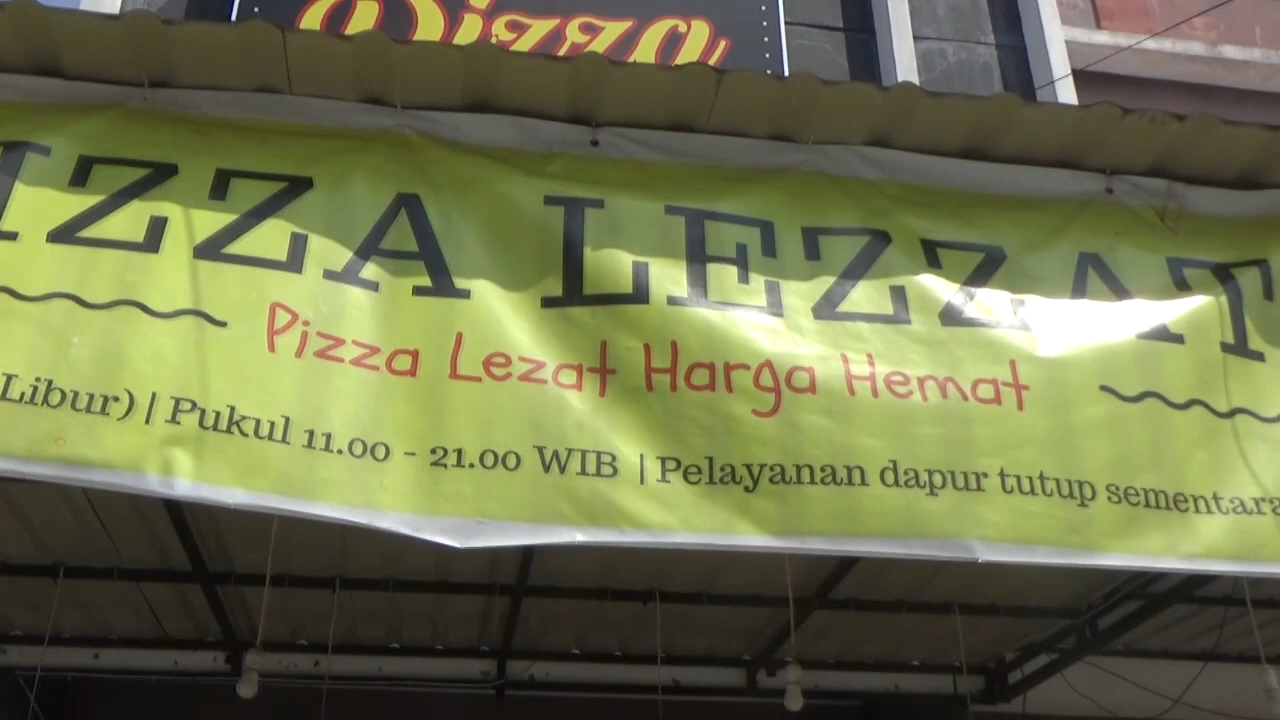 Pizza
IZZA LEZZAT
Pizza Lezat Harga Hemat
Libur) | Pukul 11.00 - 21.00 WIB | Pelayanan dapur tutup sementara